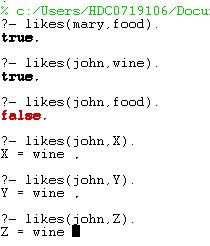 % c:/Users/HDC0719106/Docu
?- likes(mary,food).
true.
?- likes(john,wine).
true.
?- likes(john,food).
false.
?- likes(john,X).
X = wine ,
?- likes(john,Y).
Y = wine ,
?- likes(john,Z).
Z = wine